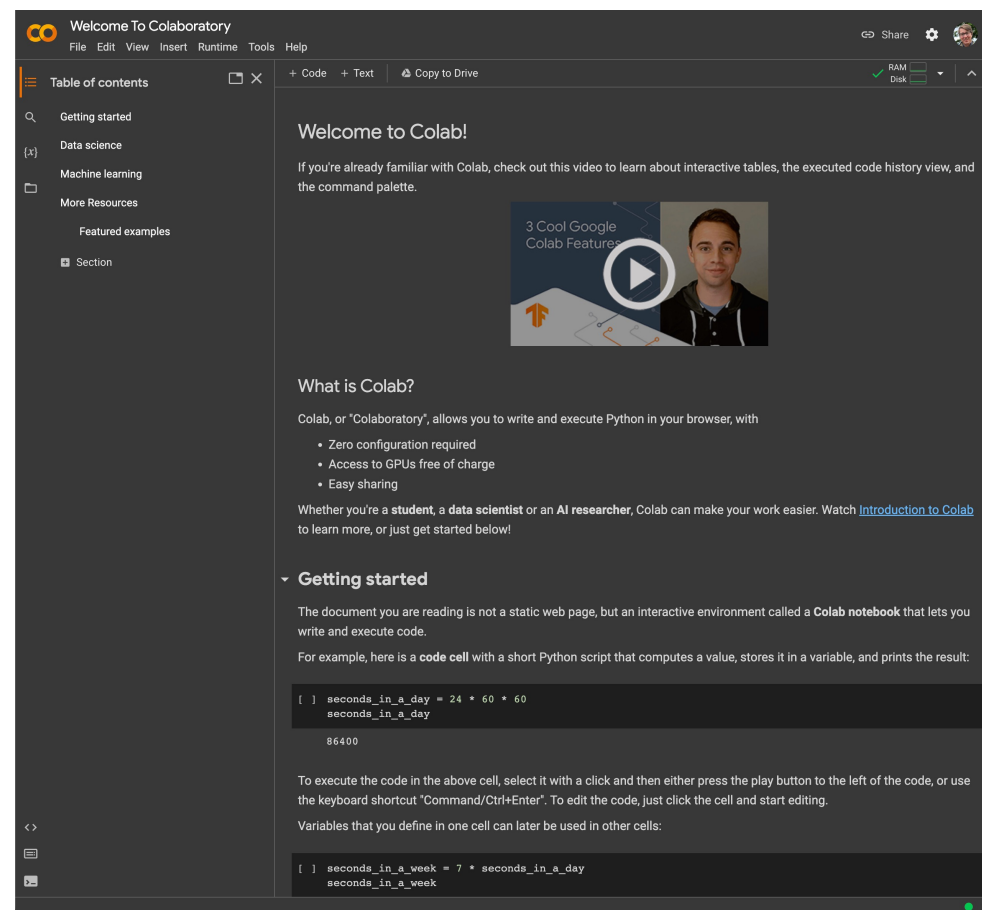 Welcome To Colaboratory
File Edit View Insert Runtime Tools Help
Share
Table of contents
Getting started
Data science
Machine learning
More Resources
Featured examples
Section
+ Code + Text Copy to Drive
RAM
Disk
Welcome to Colab!
If you're already familiar with Colab, check out this video to learn about interactive tables, the executed code history view, and
the command palette.
3 Cool Google
Colab Features
What is Colab?
Colab, or "Colaboratory", allows you to write and execute Python in your browser, with
• Zero configuration required
• Access to GPUs free of charge
• Easy sharing
Whether you're a student, a data scientist or an AI researcher, Colab can make your work easier. Watch Introduction to Colab
to learn more, or just get started below!
Getting started
The document you are reading is not a static web page, but an interactive environment called a Colab notebook that lets you
write and execute code.
For example, here is a code cell with a short Python script that computes a value, stores it in a variable, and prints the result:
[ ] seconds_in_a_day = 24 * 60 * 60
seconds_in_a_day
86400
To execute the code in the above cell, select it with a click and then either press the play button to the left of the code, or use
the keyboard shortcut "Command/Ctrl+Enter". To edit the code, just click the cell and start editing.
Variables that you define in one cell can later be used in other cells:
[ ] seconds_in_a_week = 7 * seconds_in_a_day
seconds_in_a_week